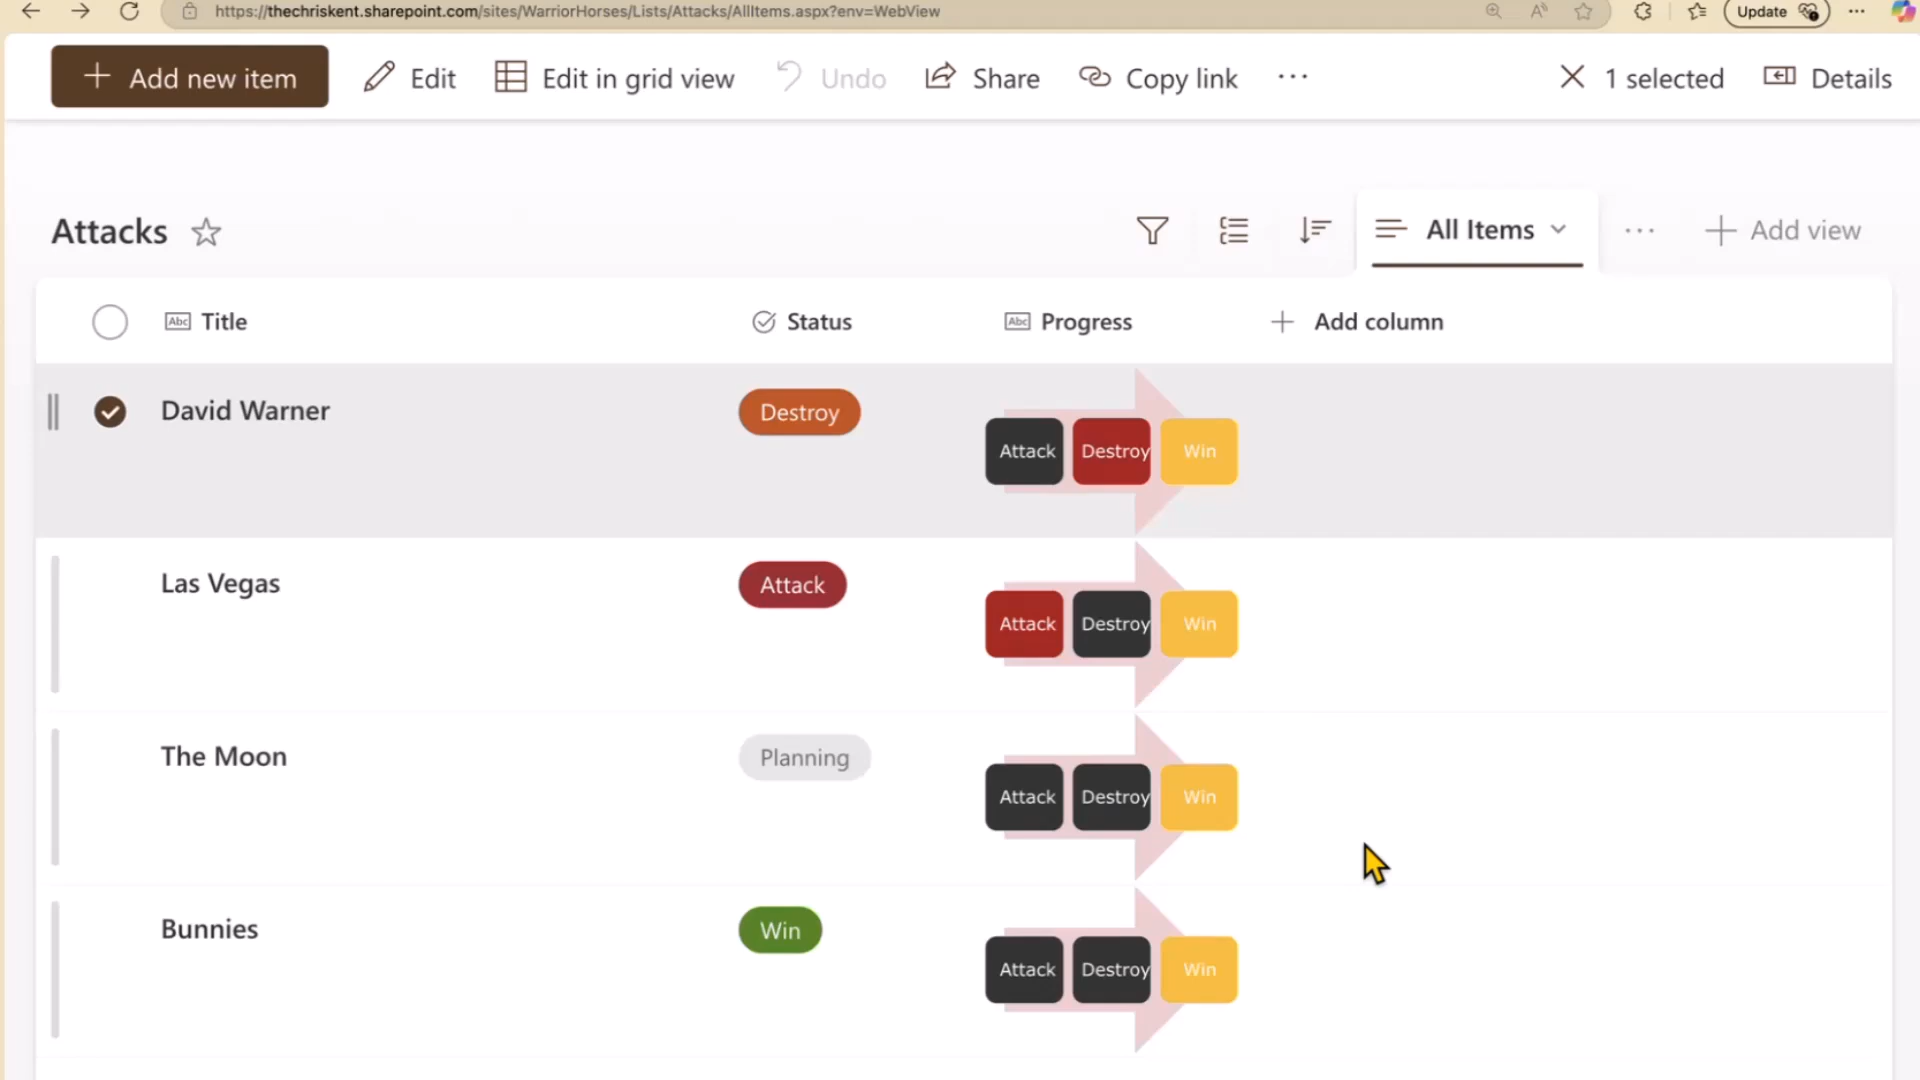 https://thechriskent.sharepoint.com/sites/WarriorHorses/Lists/Attacks/AllItems.aspx?env=WebView
Update
Add new item
Edit
Edit in grid view
Undo
Share
Copy link
1 selected
Details
Attacks
All Items
Add view
Abc Title
Status
Abc Progress
Add column
David Warner
Destroy
Attack
Destroy
Win
Las Vegas
Attack
Attack
Destroy
Win
The Moon
Planning
Attack
Destroy
Win
Bunnies
Win
Attack
Destroy
Win